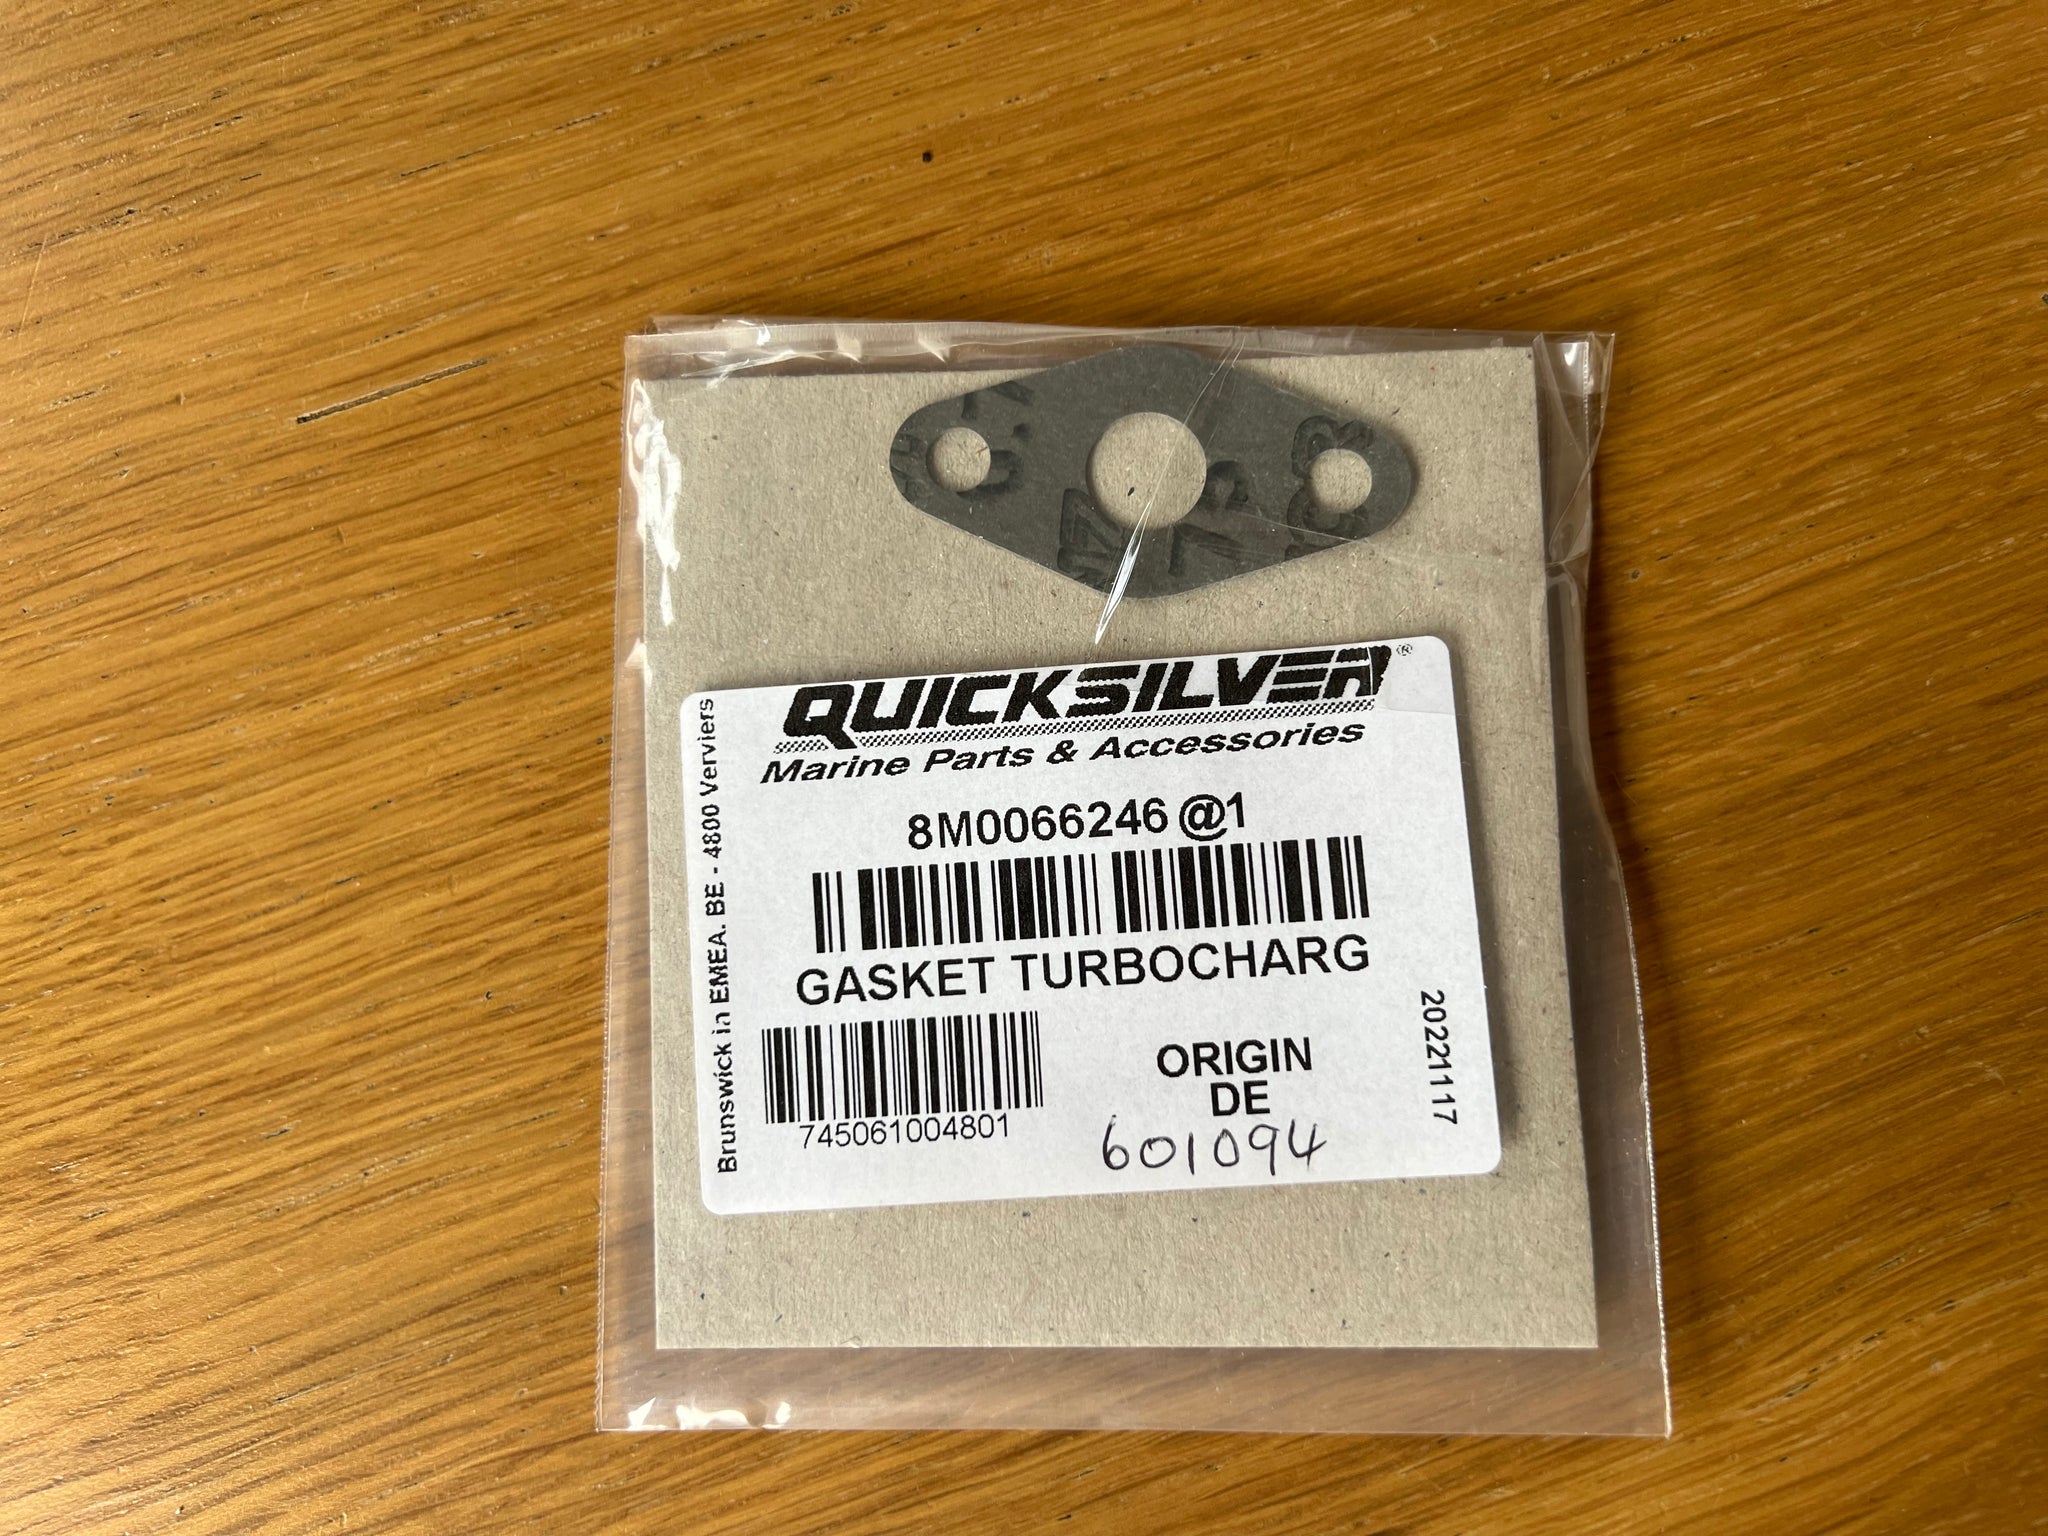 QUICKSILVER®
Marine Parts & Accessories
8M0066246 @1
GASKET TURBOCHARG
745061004801
ORIGIN
DE
601094
20221117
Brunswick in EMEA. BE - 4800 Verviers